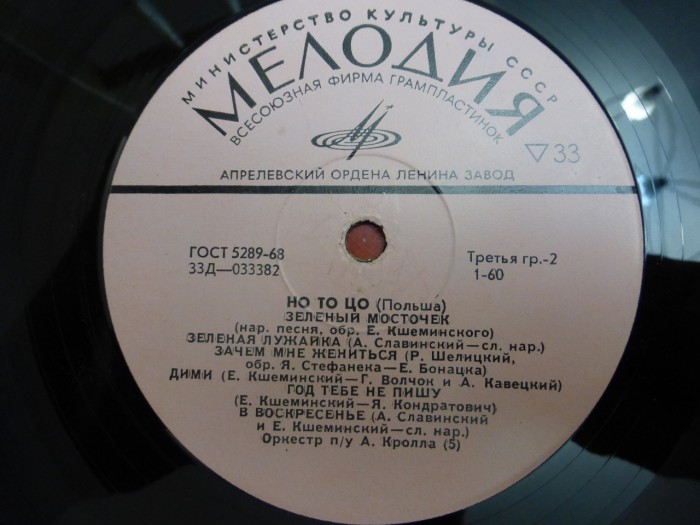 МИНИСТЕРСТВО КУЛЬТУРЫ СССР
МЕЛОДИЯ
ВСЕСОЮЗНАЯ ФИРМА ГРАМПЛАСТИНОК
▽33
АПРЕЛЕВСКИЙ ОРДЕНА ЛЕНИНА ЗАВОД
ГОСТ 5289-68
33Д—033382
Третья гр.-2
1-60
НО ТО ЦО (Польша)
ЗЕЛЕНЫЙ МОСТОЧЕК
(нар. песня, обр. Е. Кшеминского)
ЗЕЛЕНАЯ ЛУЖАЙКА (А. Славинский—сл. нар.)
ЗАЧЕМ МНЕ ЖЕНИТЬСЯ (Р. Шелицкий,
обр. Я. Стефанека—Е. Бонацка)
ДИМИ (Е. Кшеминский—Г. Волчок и А. Кавецкий)
ГОД ТЕБЕ НЕ ПИШУ
(Е. Кшеминский—Я. Кондратович)
В ВОСКРЕСЕНЬЕ (А. Славинский
и Е. Кшеминский—сл. нар.)
Оркестр п/у А. Кролла (5)